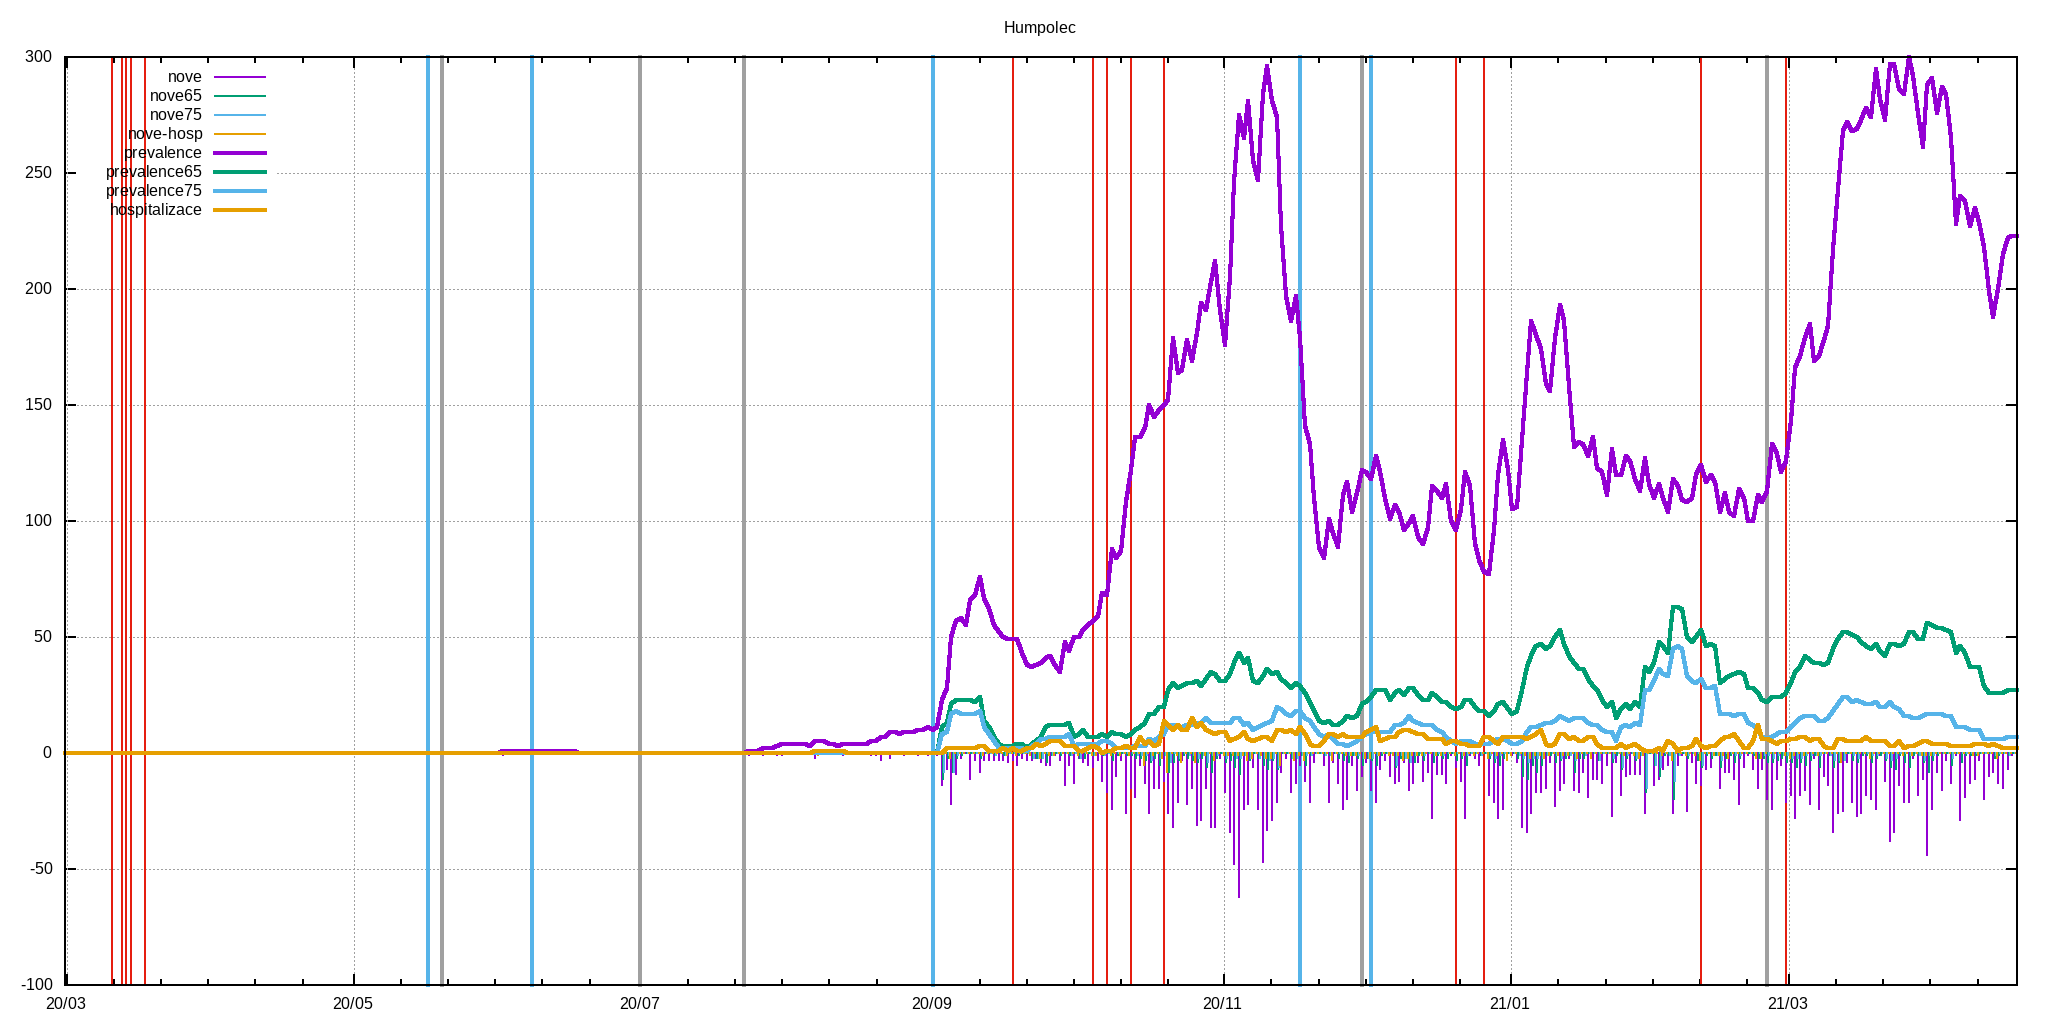 Humpolec
300
250
200
150
100
50
0
-50
-100
nove
nove65
nove75
nove-hosp
prevalence
prevalence65
prevalence75
hospitalizace
20/03
20/05
20/07
20/09
20/11
21/01
21/03